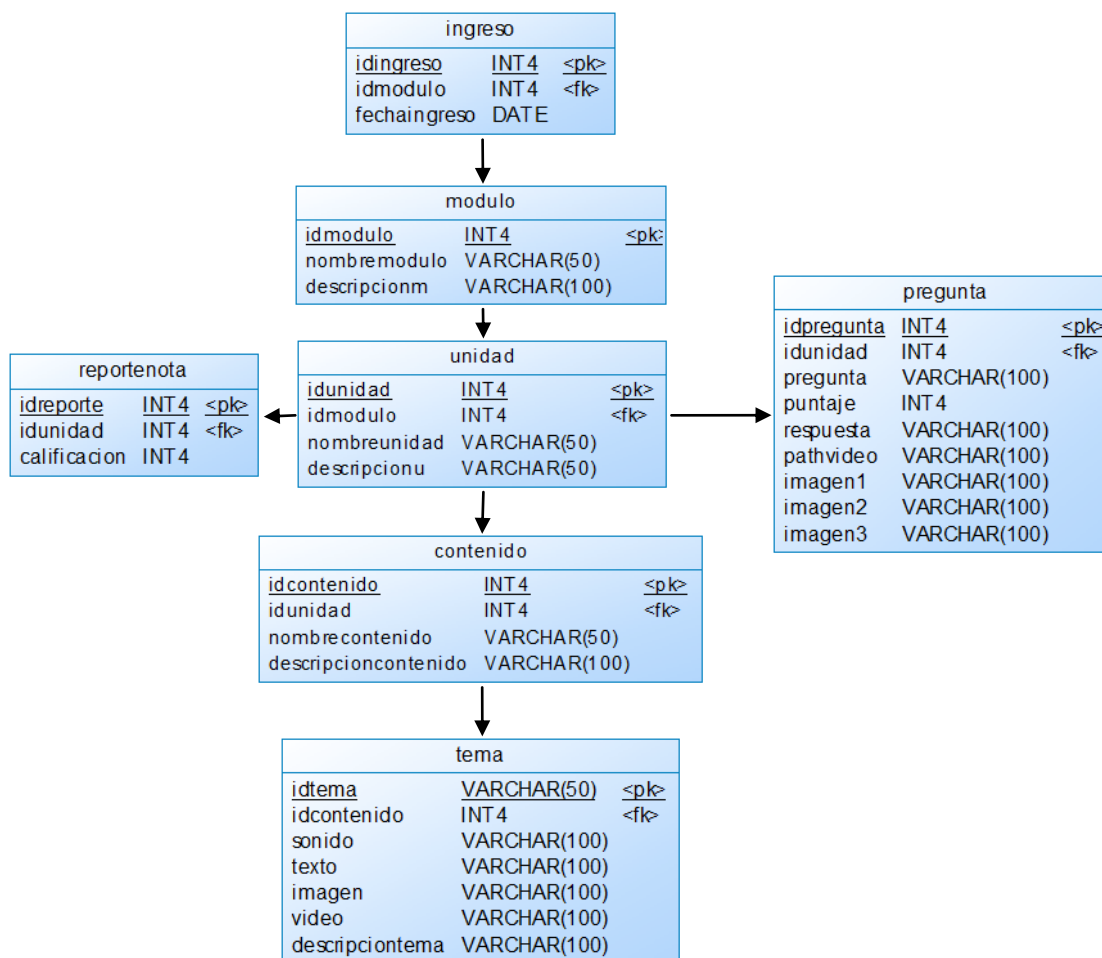 ingreso
idingreso INT4 <pk>
idmodulo INT4 <fk>
fechaingreso DATE
modulo
idmodulo INT4 <pk>
nombremodulo VARCHAR(50)
descripcionm VARCHAR(100)
pregunta
idpregunta INT4 <pk>
idunidad INT4 <fk>
pregunta VARCHAR(100)
puntaje INT4
respuesta VARCHAR(100)
pathvideo VARCHAR(100)
imagen1 VARCHAR(100)
imagen2 VARCHAR(100)
imagen3 VARCHAR(100)
unidad
idunidad INT4 <pk>
idmodulo INT4 <fk>
nombreunidad VARCHAR(50)
descripcionu VARCHAR(50)
reportenota
idreporte INT4 <pk>
idunidad INT4 <fk>
calificacion INT4
contenido
idcontenido INT4 <pk>
idunidad INT4 <fk>
nombrecontenido VARCHAR(50)
descripcioncontenido VARCHAR(100)
tema
idtema VARCHAR(50) <pk>
idcontenido INT4 <fk>
sonido VARCHAR(100)
texto VARCHAR(100)
imagen VARCHAR(100)
video VARCHAR(100)
descripciontema VARCHAR(100)